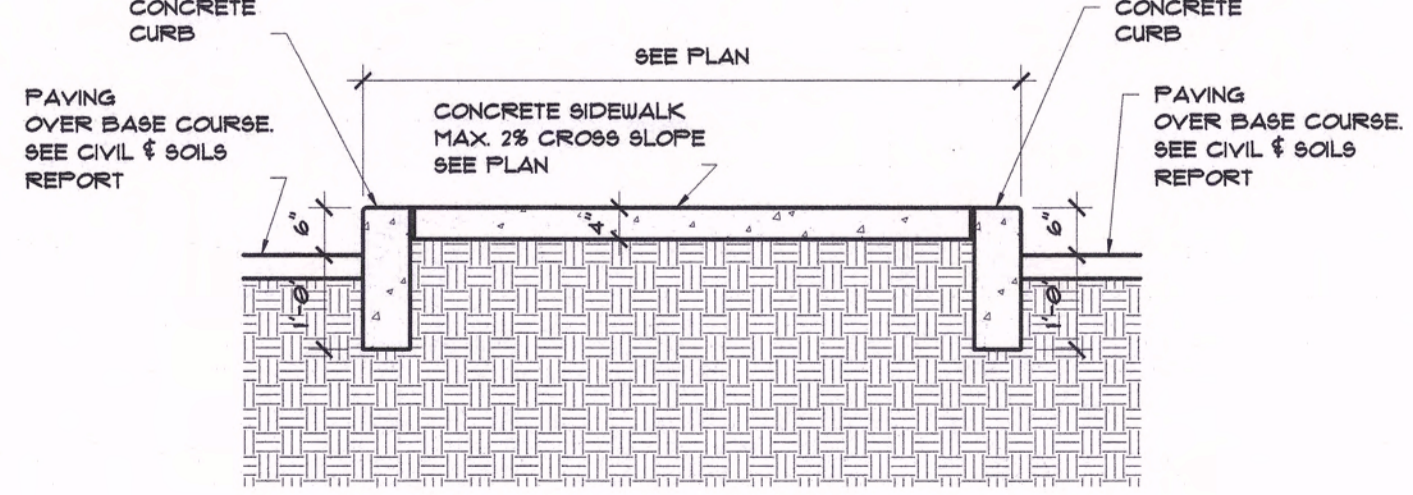 CONCRETE
CURB
CONCRETE
CURB
SEE PLAN
PAVING
OVER BASE COURSE.
SEE CIVIL & SOILS
REPORT
CONCRETE SIDEWALK
MAX. 2% CROSS SLOPE
SEE PLAN
PAVING
OVER BASE COURSE.
SEE CIVIL & SOILS
REPORT
6"
4"
6"
1'-0"
1'-0"